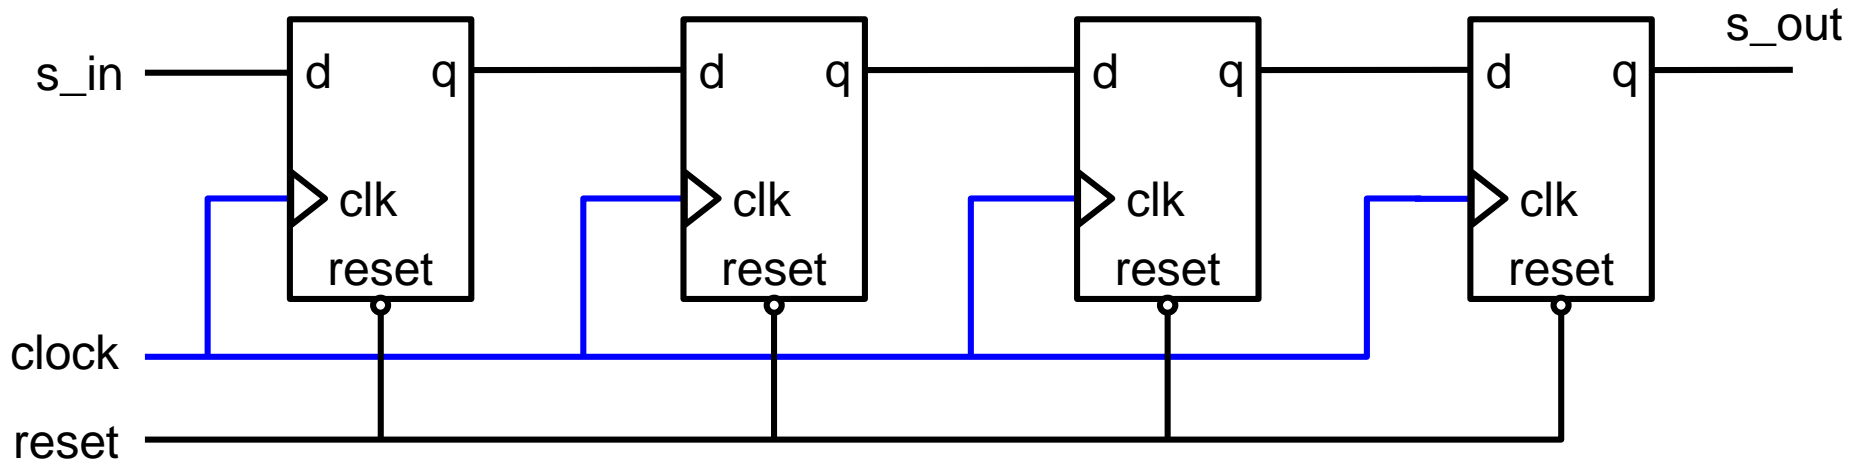 s_out
s_in d q d q d q d q
clk clk clk clk
reset reset reset reset
clock
reset